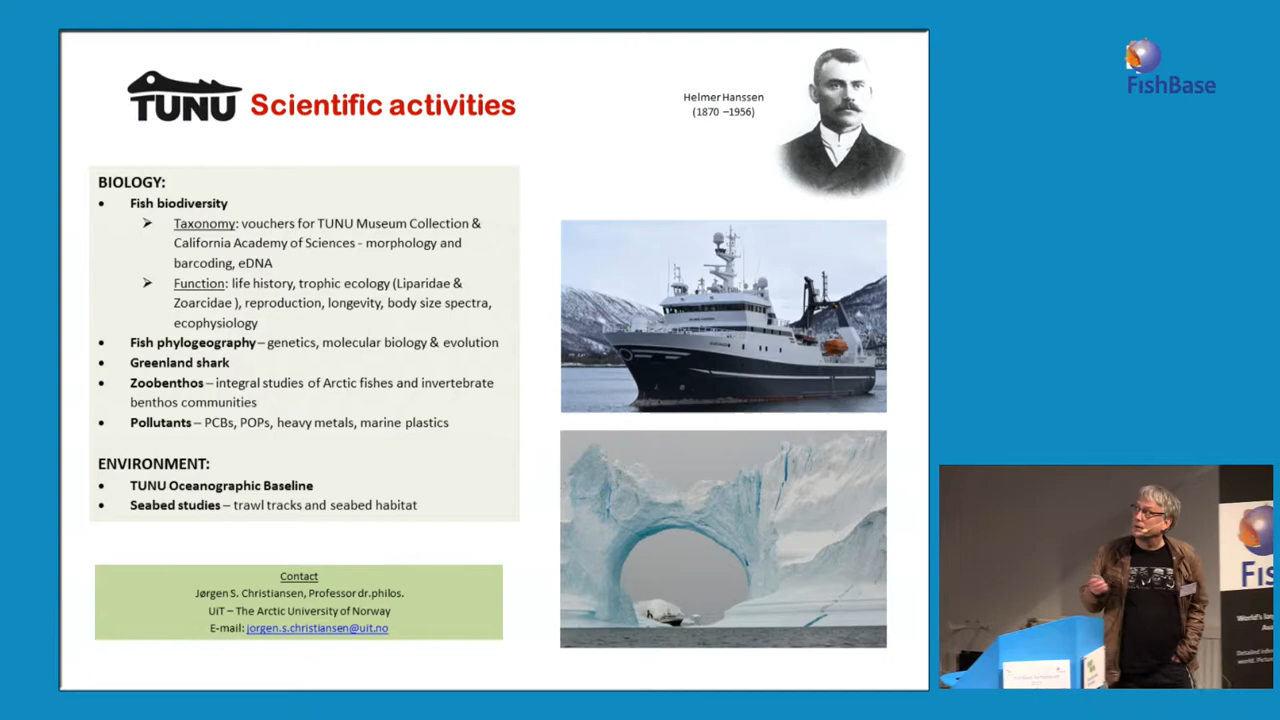 TUNU Scientific activities
Helmer Hanssen
(1870 –1956)
FishBase
BIOLOGY:
• Fish biodiversity
➢ Taxonomy: vouchers for TUNU Museum Collection &
California Academy of Sciences - morphology and
barcoding, eDNA
➢ Function: life history, trophic ecology (Liparidae &
Zoarcidae ), reproduction, longevity, body size spectra,
ecophysiology
• Fish phylogeography – genetics, molecular biology & evolution
• Greenland shark
• Zoobenthos – integral studies of Arctic fishes and invertebrate
benthos communities
• Pollutants – PCBs, POPs, heavy metals, marine plastics
ENVIRONMENT:
• TUNU Oceanographic Baseline
• Seabed studies – trawl tracks and seabed habitat
Contact
Jørgen S. Christiansen, Professor dr.philos.
UiT – The Arctic University of Norway
E-mail: jorgen.s.christiansen@uit.no
Fis
World's